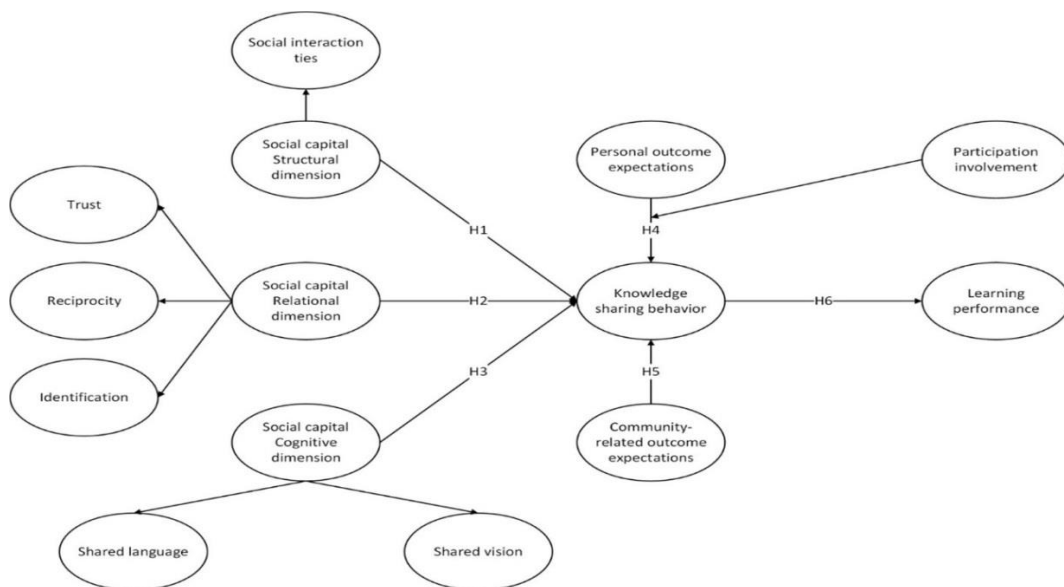 Social interaction
ties
Social capital
Structural
dimension
Personal outcome
expectations
Participation
involvement
Trust
H1
H4
Reciprocity
Social capital
Relational
dimension
H2
Knowledge
sharing behavior
H6
Learning
performance
H3
H5
Identification
Social capital
Cognitive
dimension
Community-
related outcome
expectations
Shared language
Shared vision